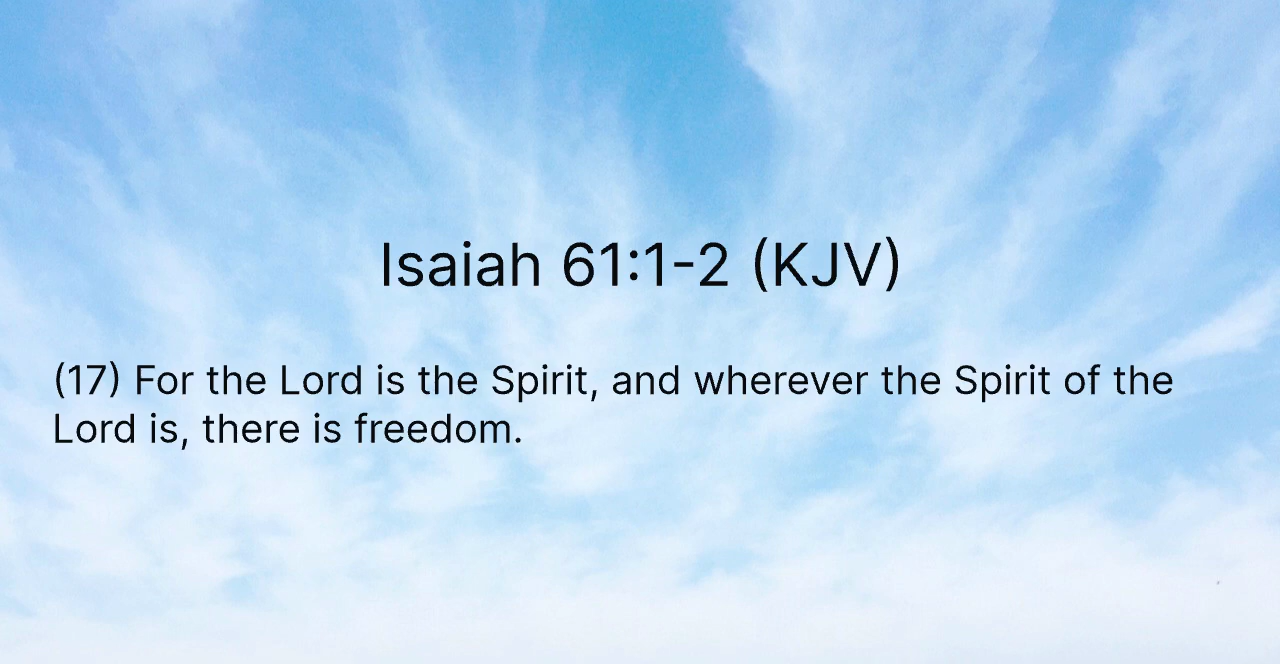 Isaiah 61:1-2 (KJV)
(17) For the Lord is the Spirit, and wherever the Spirit of the
Lord is, there is freedom.